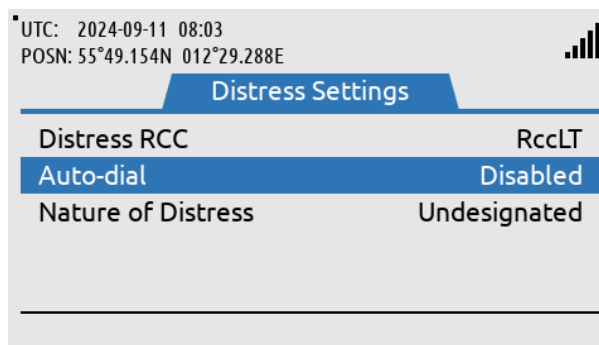 UTC: 2024-09-11 08:03
POSN: 55°49.154N 012°29.288E
Distress Settings
Distress RCC RccLT
Auto-dial Disabled
Nature of Distress Undesignated